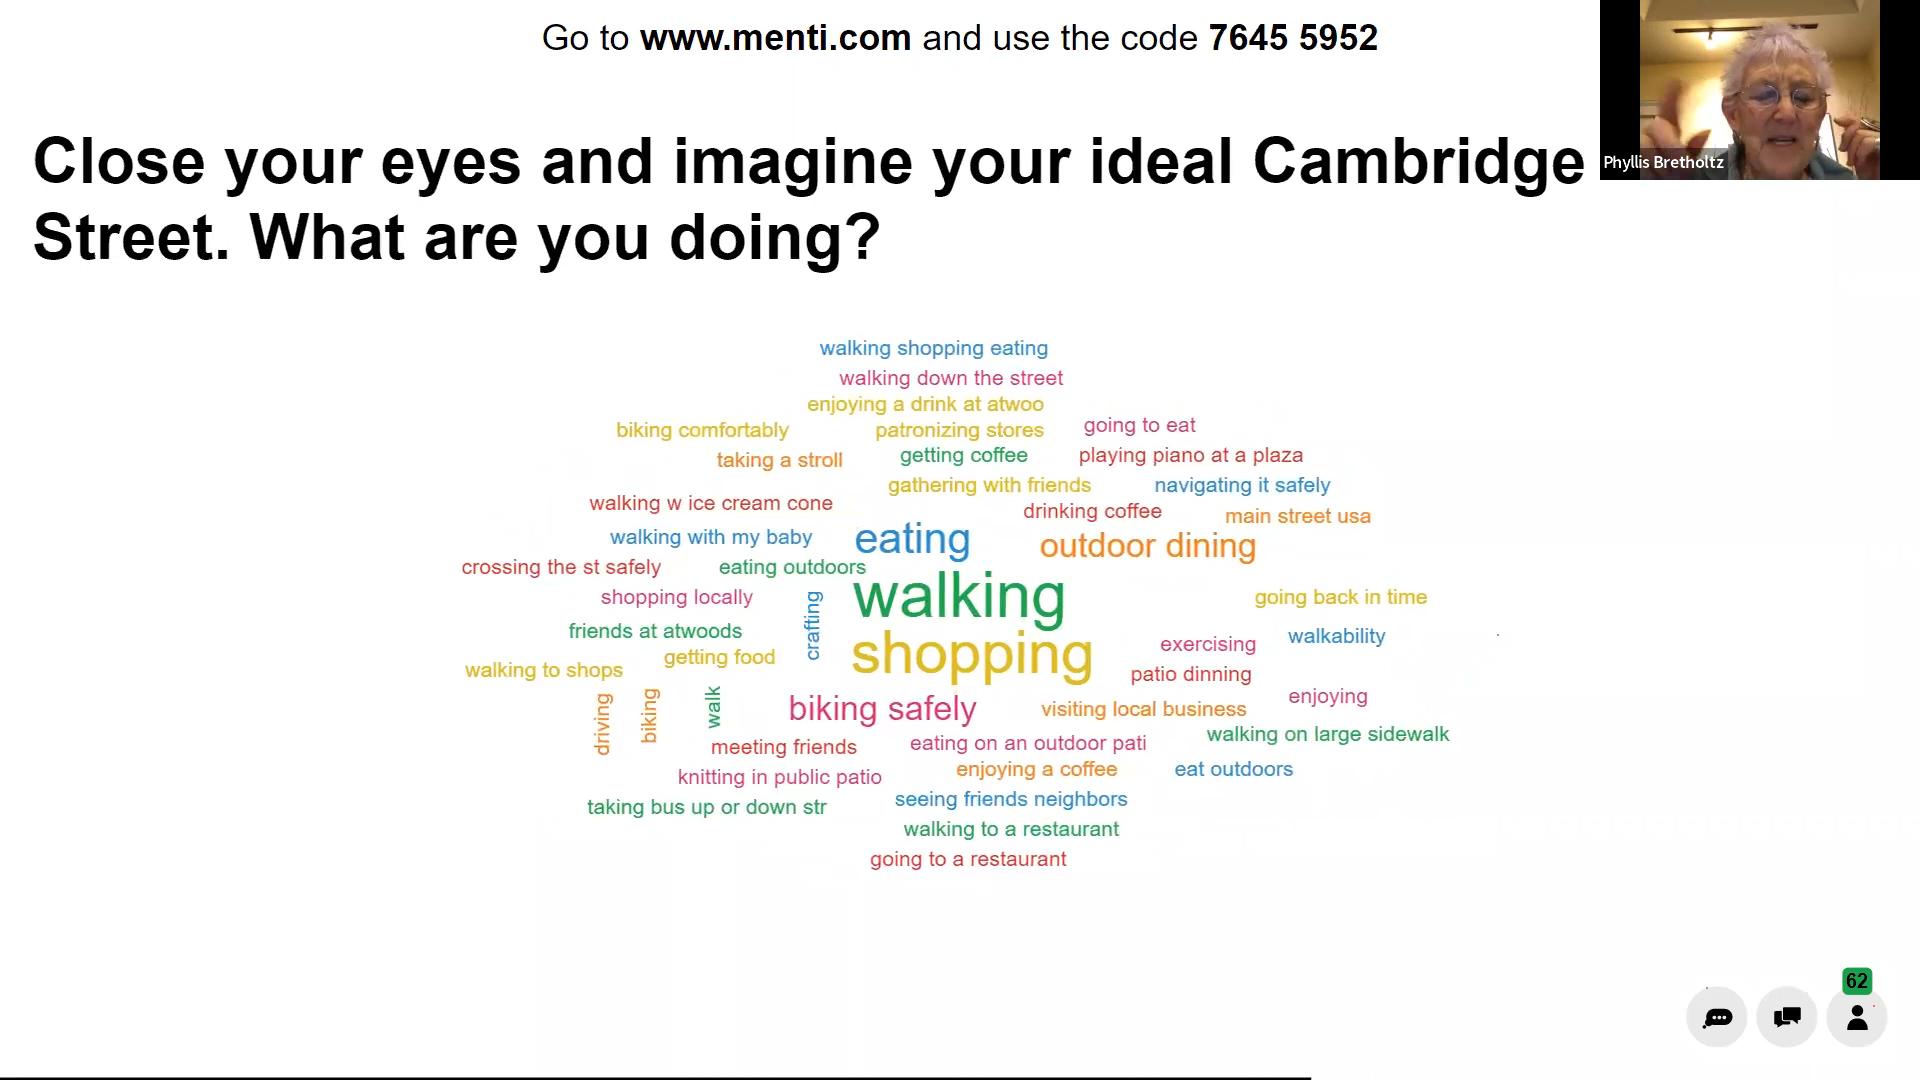 Go to www.menti.com and use the code 7645 5952
Phyllis Bretholtz
Close your eyes and imagine your ideal Cambridge
Street. What are you doing?
walking shopping eating
walking down the street
enjoying a drink at atwoo
biking comfortably
patronizing stores
going to eat
taking a stroll
getting coffee
playing piano at a plaza
gathering with friends
navigating it safely
walking w ice cream cone
drinking coffee
main street usa
walking with my baby
eating
outdoor dining
crossing the st safely
eating outdoors
walking
shopping locally
crafting
going back in time
friends at atwoods
walkability
exercising
shopping
getting food
walking to shops
patio dinning
enjoying
driving
biking
walk
biking safely
visiting local business
walking on large sidewalk
meeting friends
eating on an outdoor pati
enjoying a coffee
eat outdoors
knitting in public patio
seeing friends neighbors
taking bus up or down str
walking to a restaurant
going to a restaurant
62